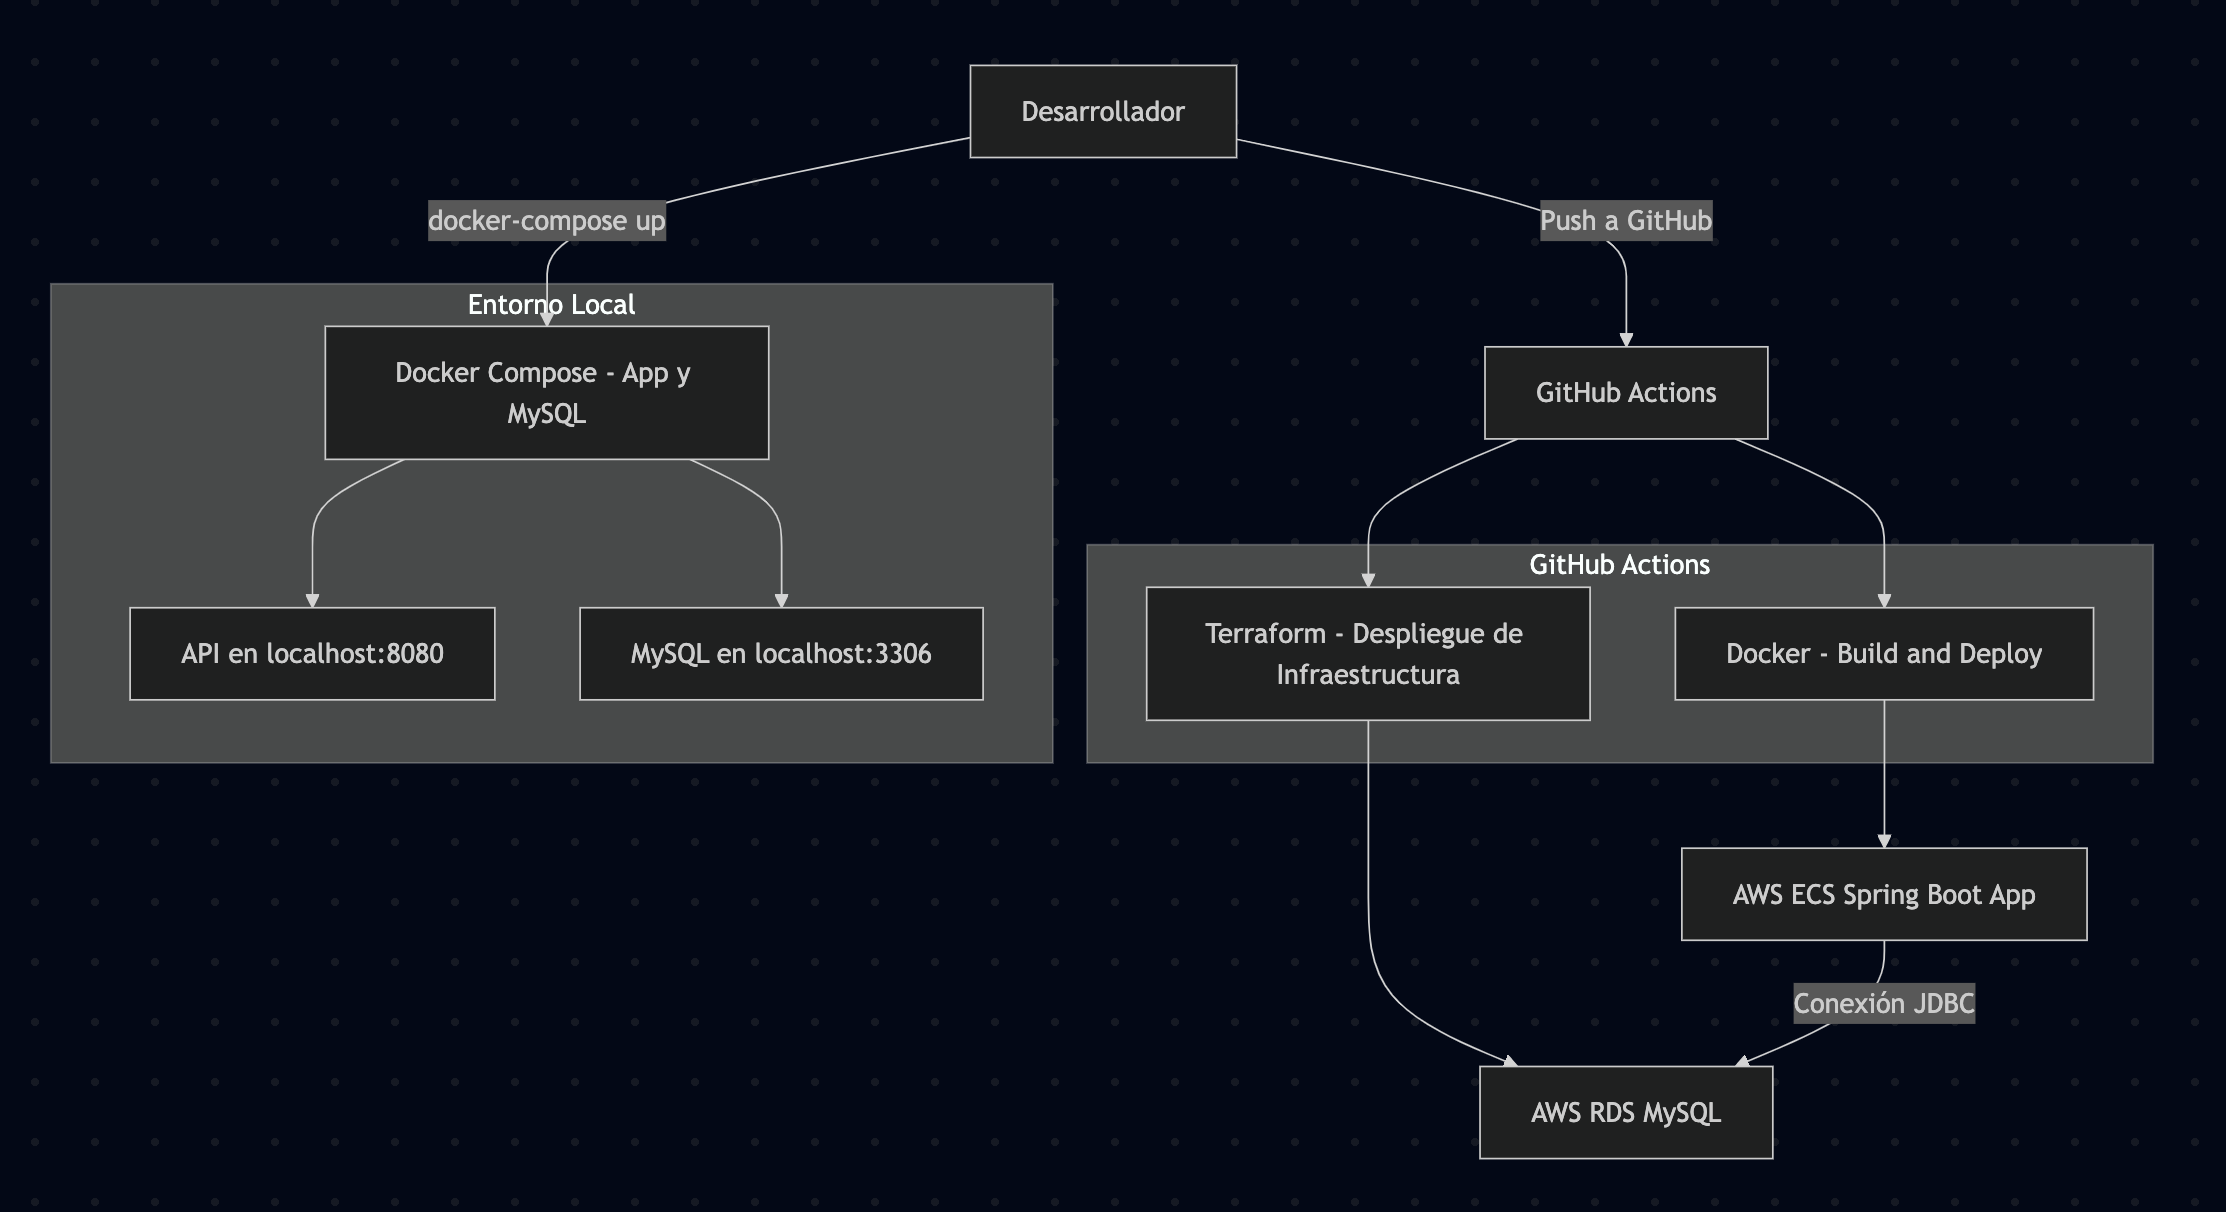 Desarrollador
docker-compose up
Push a GitHub
Entorno Local
Docker Compose - App y
MySQL
GitHub Actions
API en localhost:8080
MySQL en localhost:3306
GitHub Actions
Terraform - Despliegue de
Infraestructura
Docker - Build and Deploy
AWS ECS Spring Boot App
Conexión JDBC
AWS RDS MySQL